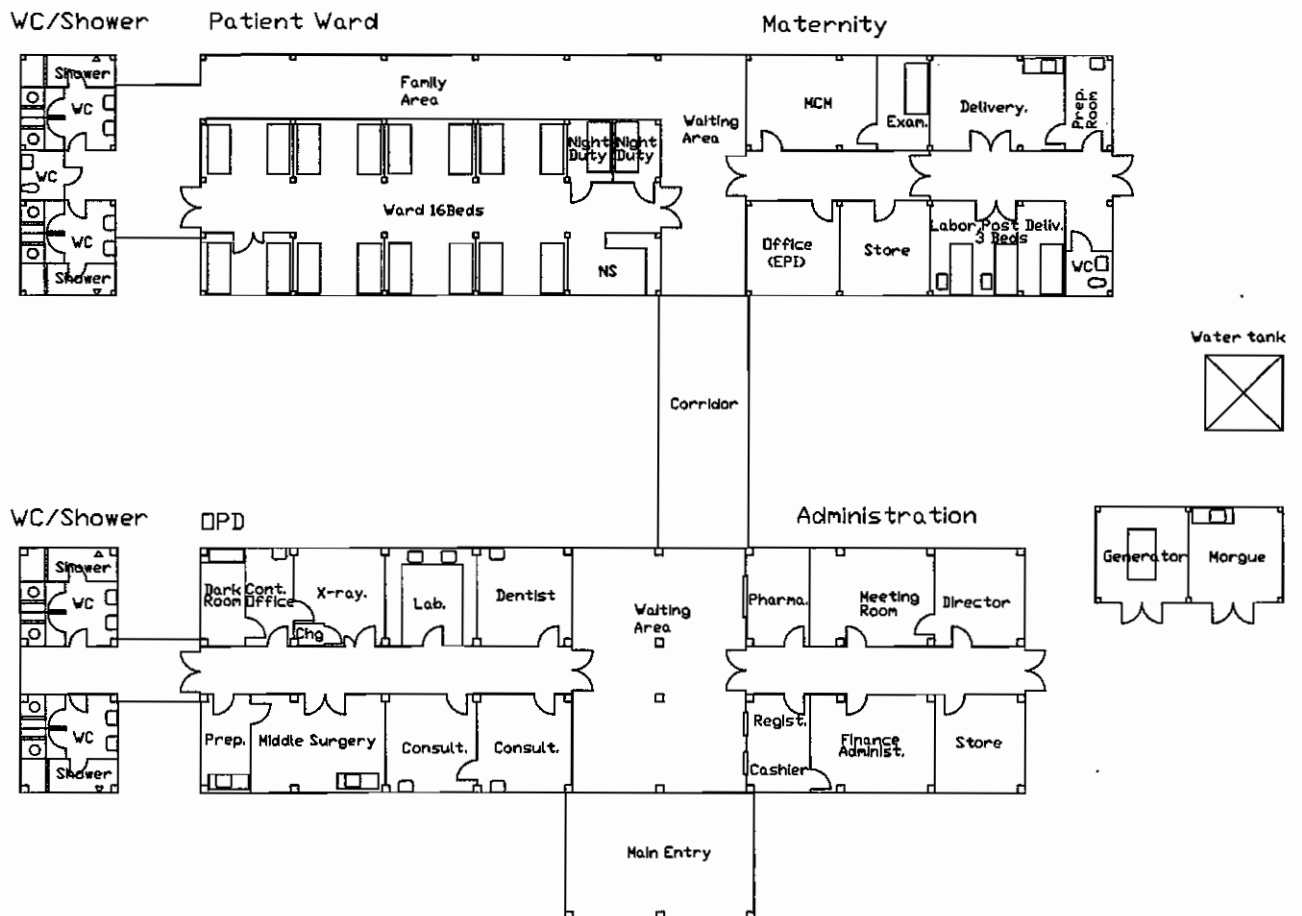 WC/Shower
Patient Ward
Maternity
Shower
WC
WC
WC
Shower
Family
Area
Night
Duty
Night
Duty
Ward 16Beds
NS
Waiting
Area
MCM
Exam.
Delivery.
Prep.
Room
Office
(EPI)
Store
Labor,Post Deliv.
3 Beds
WC
Water tank
Corridor
WC/Shower
OPD
Administration
Shower
WC
WC
Shower
Dark
Room
Cont.
Office
X-ray.
Chg
Lab.
Dentist
Waiting
Area
Pharma.
Meeting
Room
Director
Generator
Morgue
Prep.
Middle Surgery
Consult.
Consult.
Regist.
Cashier
Finance
Administ.
Store
Main Entry